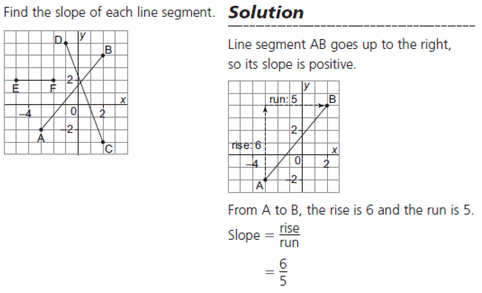 Find the slope of each line segment.
D
y
B
E
F
2
x
-4
0
2
A
-2
C
Solution
Line segment AB goes up to the right,
so its slope is positive.
y
run: 5
B
2
rise: 6
x
-4
0
2
A
-2
From A to B, the rise is 6 and the run is 5.
Slope = rise
run
= 6
5